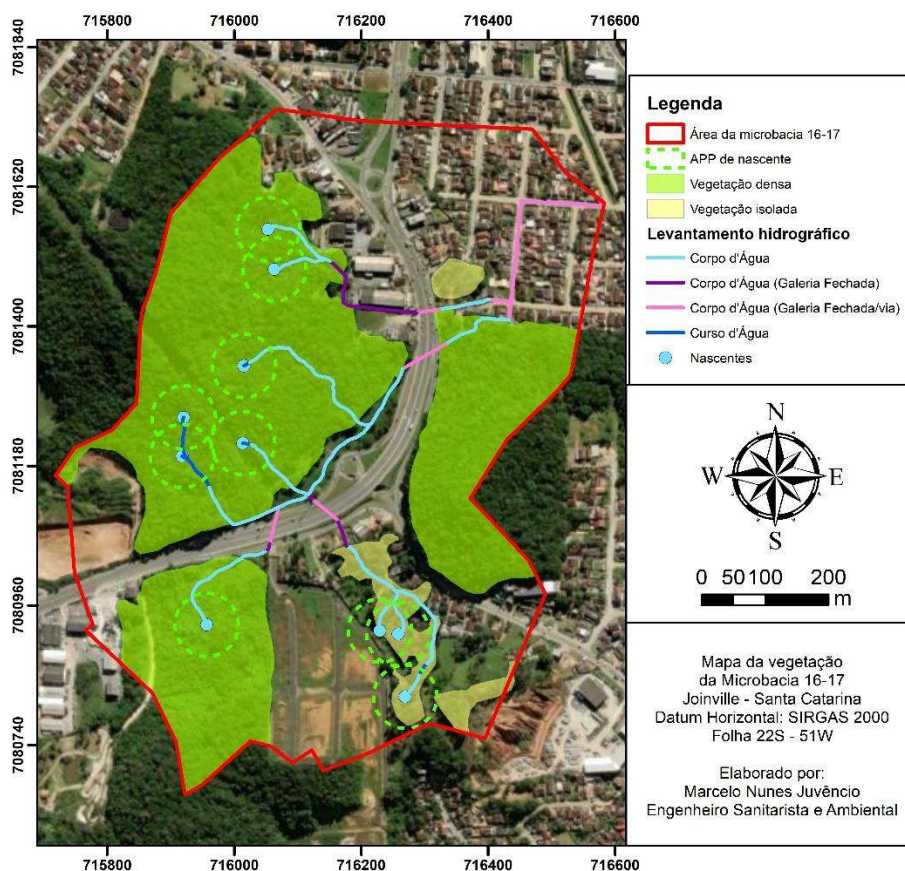 715800 716000 716200 716400 716600
7081840
7081620
7081400
7081180
7080960
7080740
715800 716000 716200 716400 716600
Legenda
Área da microbacia 16-17
APP de nascente
Vegetação densa
Vegetação isolada
Levantamento hidrográfico
Corpo d'Água
Corpo d'Água (Galeria Fechada)
Corpo d'Água (Galeria Fechada/via)
Curso d'Água
Nascentes
N
W E
S
0 50 100 200
m
Mapa da vegetação
da Microbacia 16-17
Joinville - Santa Catarina
Datum Horizontal: SIRGAS 2000
Folha 22S - 51W
Elaborado por:
Marcelo Nunes Juvêncio
Engenheiro Sanitarista e Ambiental